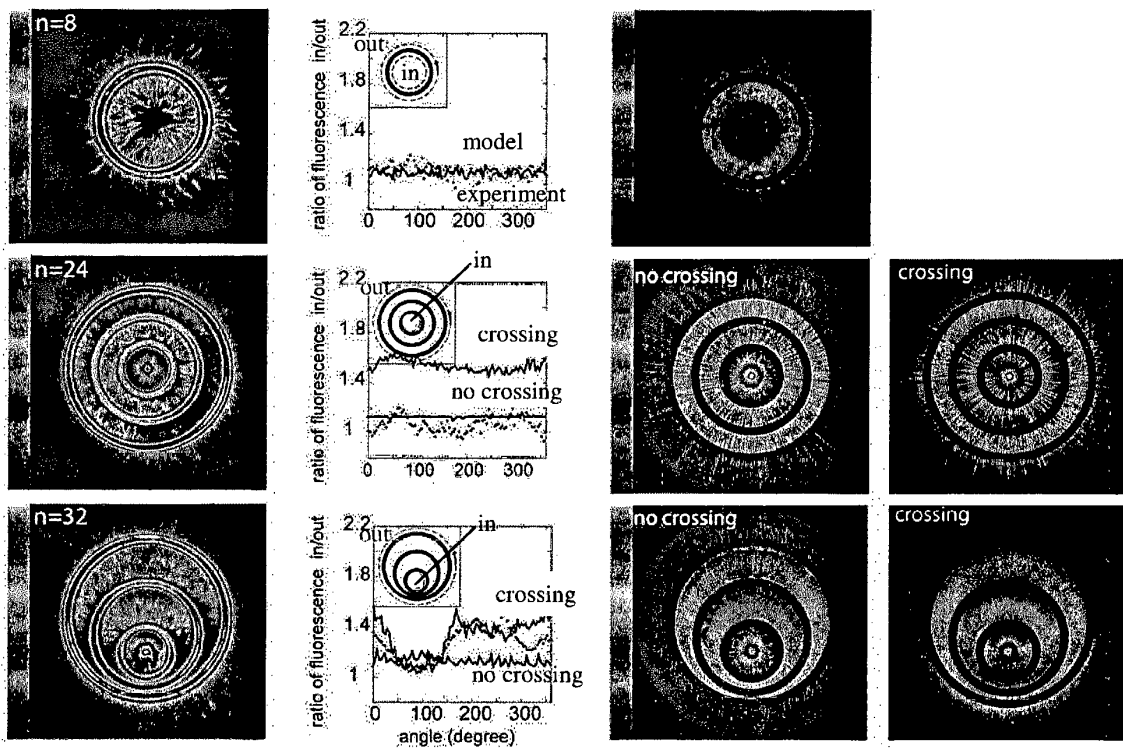 n=8
ratio of fluorescence in/out
2.2
1.8
1.4
1
out
in
model
experiment
0 100 200 300
n=24
ratio of fluorescence in/out
2.2
1.8
1.4
1
out
in
crossing
no crossing
0 100 200 300
no crossing
crossing
n=32
ratio of fluorescence in/out
2.2
1.8
1.4
1
out
in
crossing
no crossing
0 100 200 300
angle (degree)
no crossing
crossing